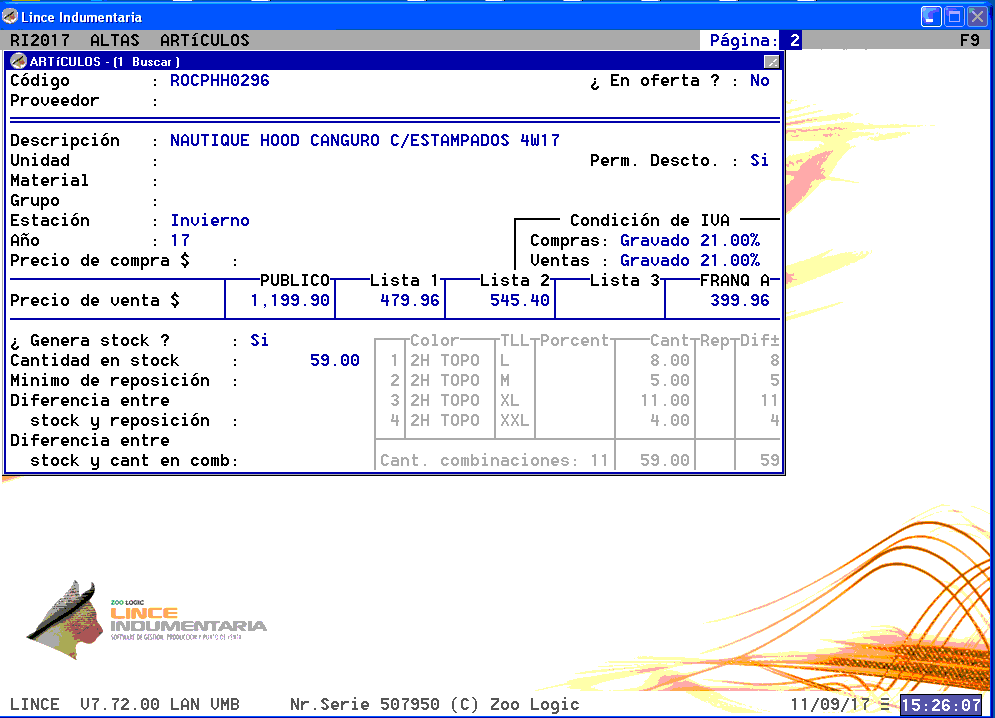 Lince Indumentaria
RI2017 ALTAS ARTíCULOS Página: 2 F9
ARTíCULOS - (1 Buscar )
Código : ROCPHH0296 ¿ En oferta ? : No
Proveedor :
Descripción : NAUTIQUE HOOD CANGURO C/ESTAMPADOS 4W17
Unidad : Perm. Descto. : Si
Material :
Grupo :
Estación : Invierno Condición de IVA
Año : 17 Compras: Gravado 21.00%
Precio de compra $ : Ventas : Gravado 21.00%
PUBLICO Lista 1 Lista 2 Lista 3 FRANQ A
Precio de venta $ 1,199.90 479.96 545.40 399.96
¿ Genera stock ? : Si Color TLL Porcent Cant Rep Dif±
Cantidad en stock : 59.00 1 2H TOPO L 8.00 8
Minimo de reposición : 2 2H TOPO M 5.00 5
Diferencia entre 3 2H TOPO XL 11.00 11
stock y reposición : 4 2H TOPO XXL 4.00 4
Diferencia entre
stock y cant en comb: Cant. combinaciones: 11 59.00 59
ZOO LOGIC
LINCE
INDUMENTARIA
SOFTWARE DE GESTION, PRODUCCION Y PUNTO DE VENTA
LINCE V7.72.00 LAN VMB Nr.Serie 507950 (C) Zoo Logic 11/09/17 ☰ 15:26:07